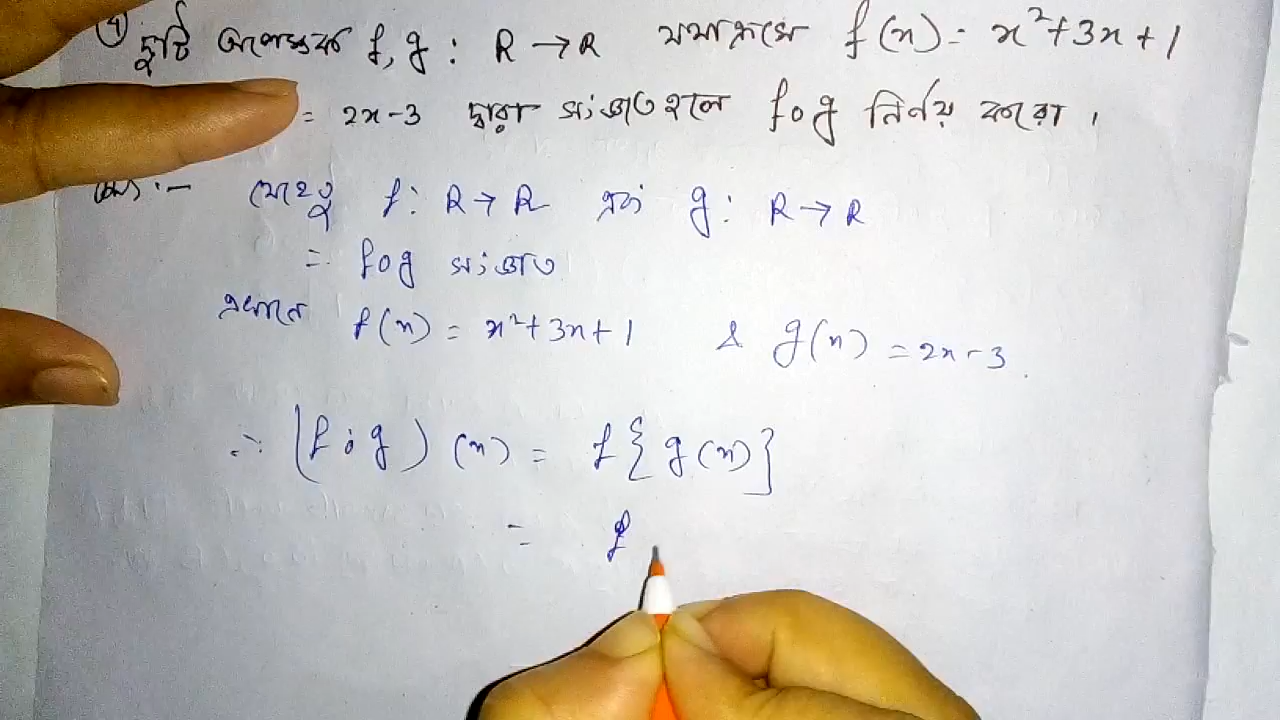 ④ দুটি অপেক্ষক f, g : R → R যথাক্রমে f(x) = x²+3x+1
= 2x-3 দ্বারা সংজ্ঞাত হলে fog নির্ণয় করো ।
:- যেহেতু f : R → R এবং g : R → R
∴ fog সংজ্ঞাত
এখানে f(x) = x²+3x+1 & g(x) = 2x-3.
∴ (fog)(x) = f{g(x)}
= f